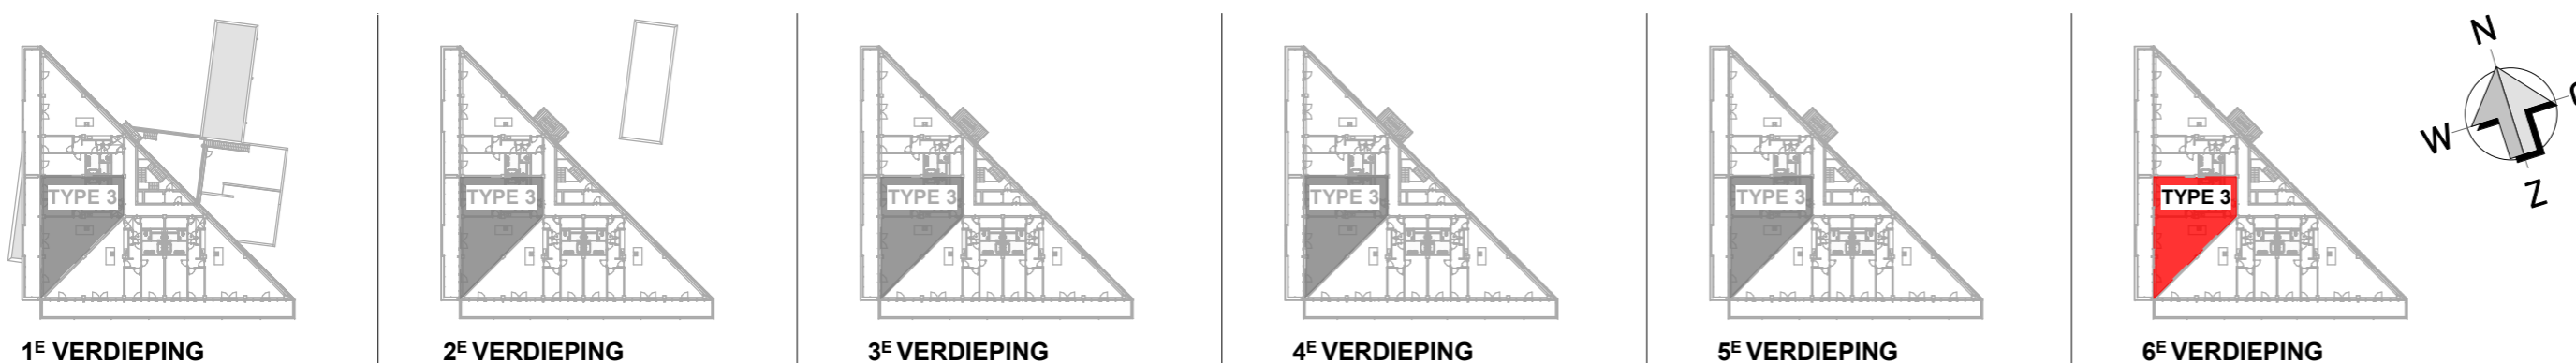 TYPE 3
1E VERDIEPING
TYPE 3
2E VERDIEPING
TYPE 3
3E VERDIEPING
TYPE 3
4E VERDIEPING
TYPE 3
5E VERDIEPING
TYPE 3
6E VERDIEPING
N
W
Z